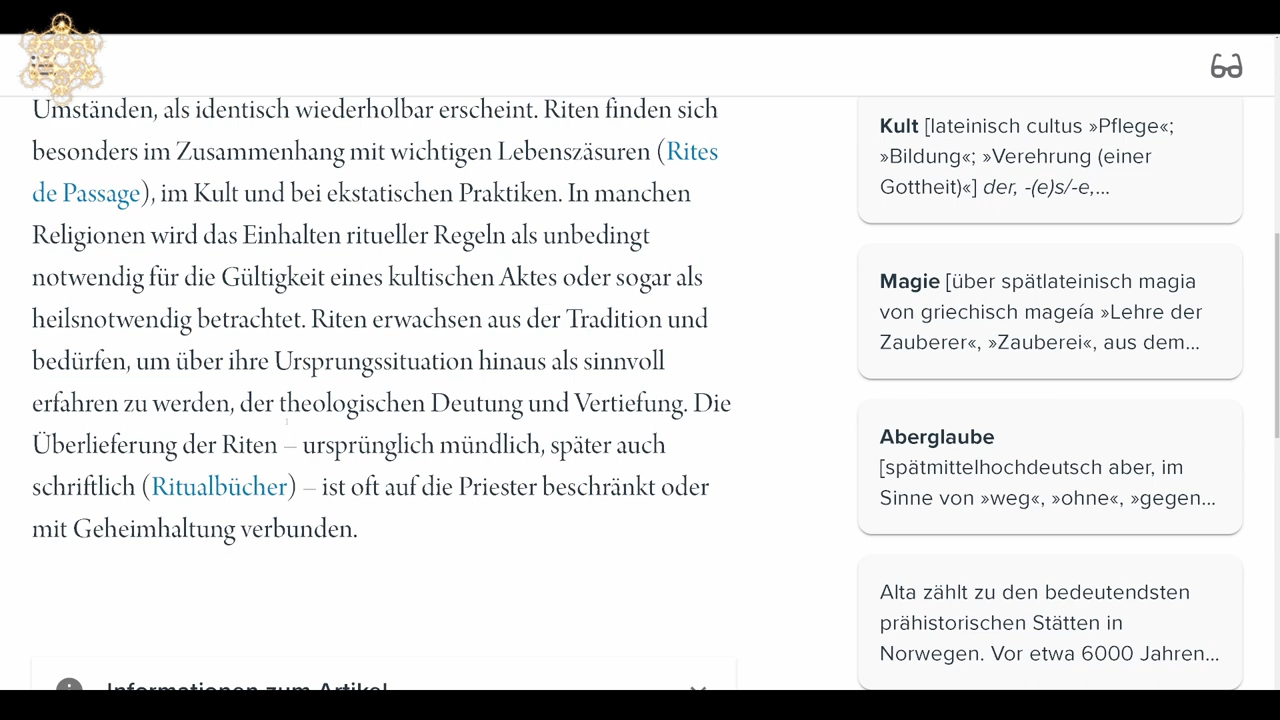 Umständen, als identisch wiederholbar erscheint. Riten finden sich
besonders im Zusammenhang mit wichtigen Lebenszäsuren (Rites
de Passage), im Kult und bei ekstatischen Praktiken. In manchen
Religionen wird das Einhalten ritueller Regeln als unbedingt
notwendig für die Gültigkeit eines kultischen Aktes oder sogar als
heilsnotwendig betrachtet. Riten erwachsen aus der Tradition und
bedürfen, um über ihre Ursprungssituation hinaus als sinnvoll
erfahren zu werden, der theologischen Deutung und Vertiefung. Die
Überlieferung der Riten – ursprünglich mündlich, später auch
schriftlich (Ritualbücher) – ist oft auf die Priester beschränkt oder
mit Geheimhaltung verbunden.
Informationen zum Artikel
Kult [lateinisch cultus »Pflege«;
»Bildung«; »Verehrung (einer
Gottheit)«] der, -(e)s/-e,...
Magie [über spätlateinisch magia
von griechisch mageía »Lehre der
Zauberer«, »Zauberei«, aus dem...
Aberglaube
[spätmittelhochdeutsch aber, im
Sinne von »weg«, »ohne«, »gegen...
Alta zählt zu den bedeutendsten
prähistorischen Stätten in
Norwegen. Vor etwa 6000 Jahren...